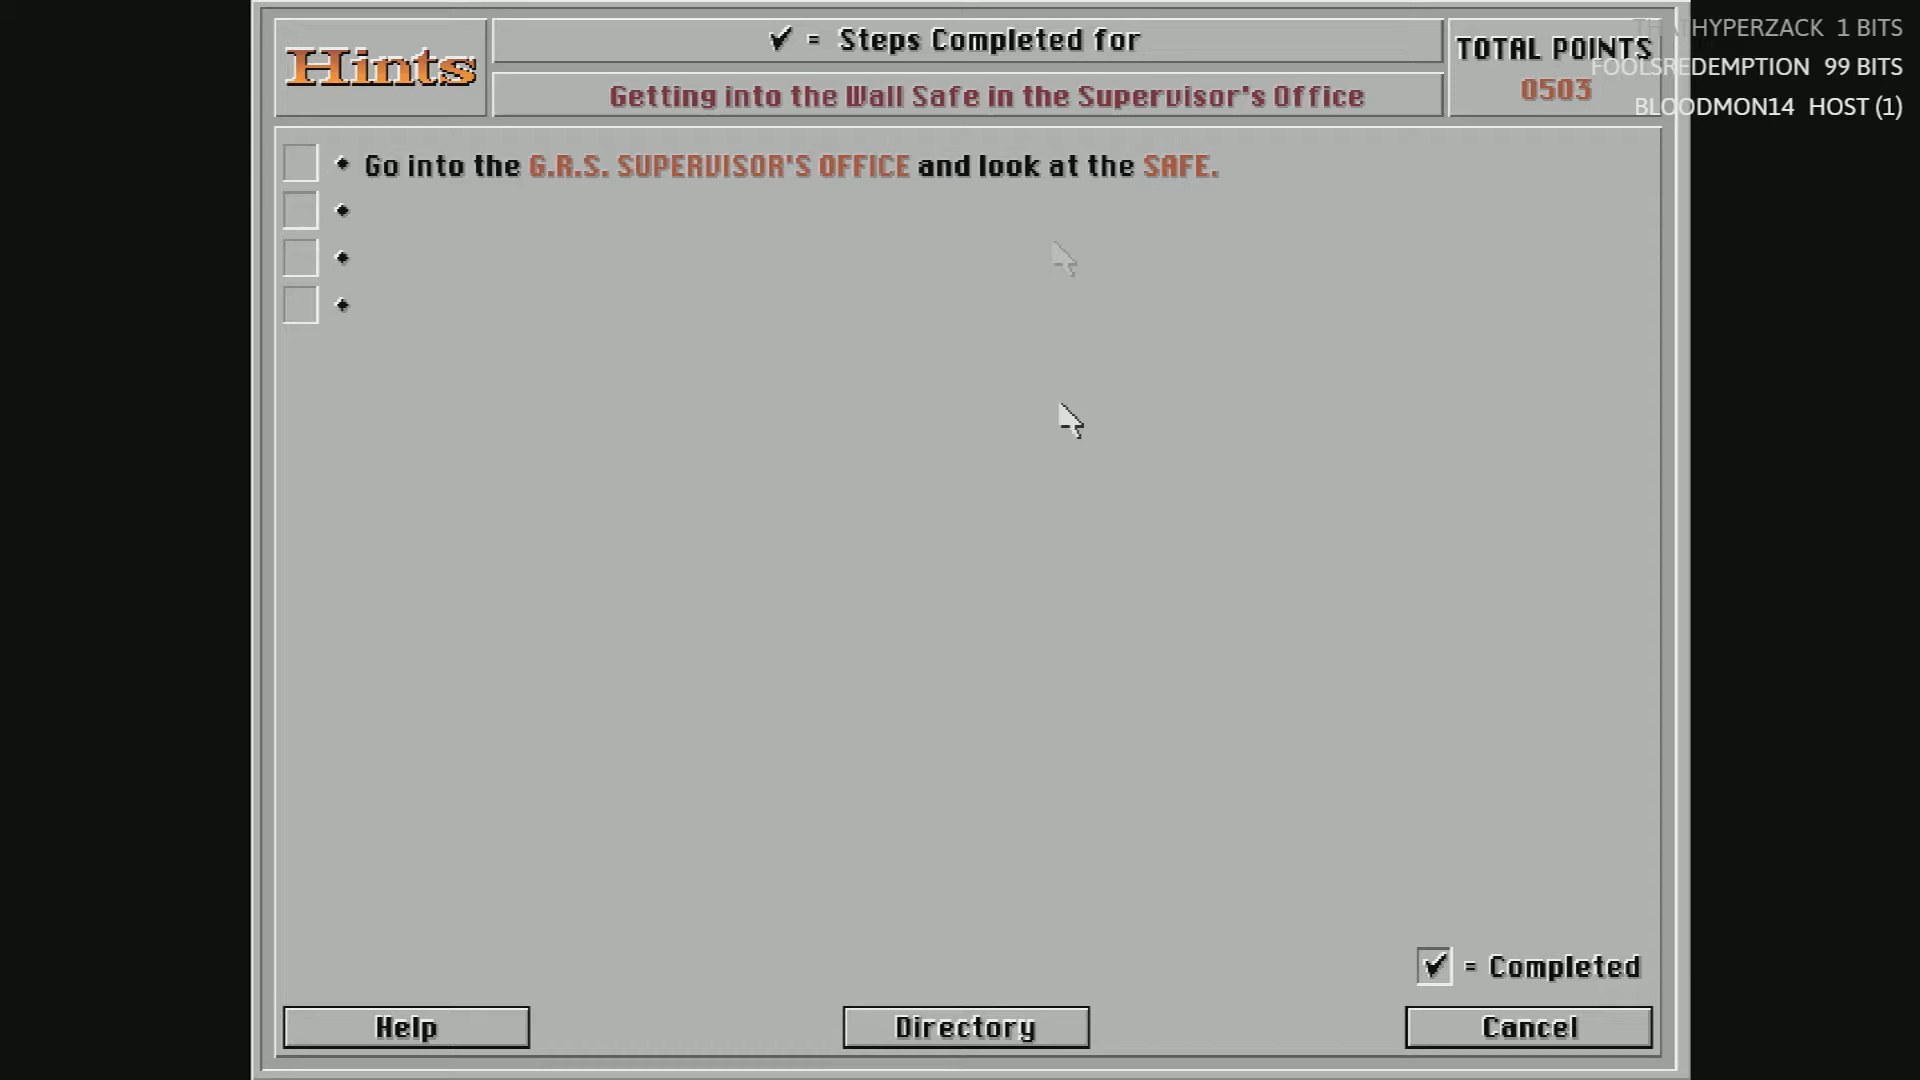 Hints
✓ = Steps Completed for
Getting into the Wall Safe in the Supervisor's Office
TOTAL POINTS
0503
HYPERZACK 1 BITS
FOOLSREDEMPTION 99 BITS
BLOODMON14 HOST (1)
Go into the G.R.S. SUPERVISOR'S OFFICE and look at the SAFE.
✓ = Completed
Help
Directory
Cancel